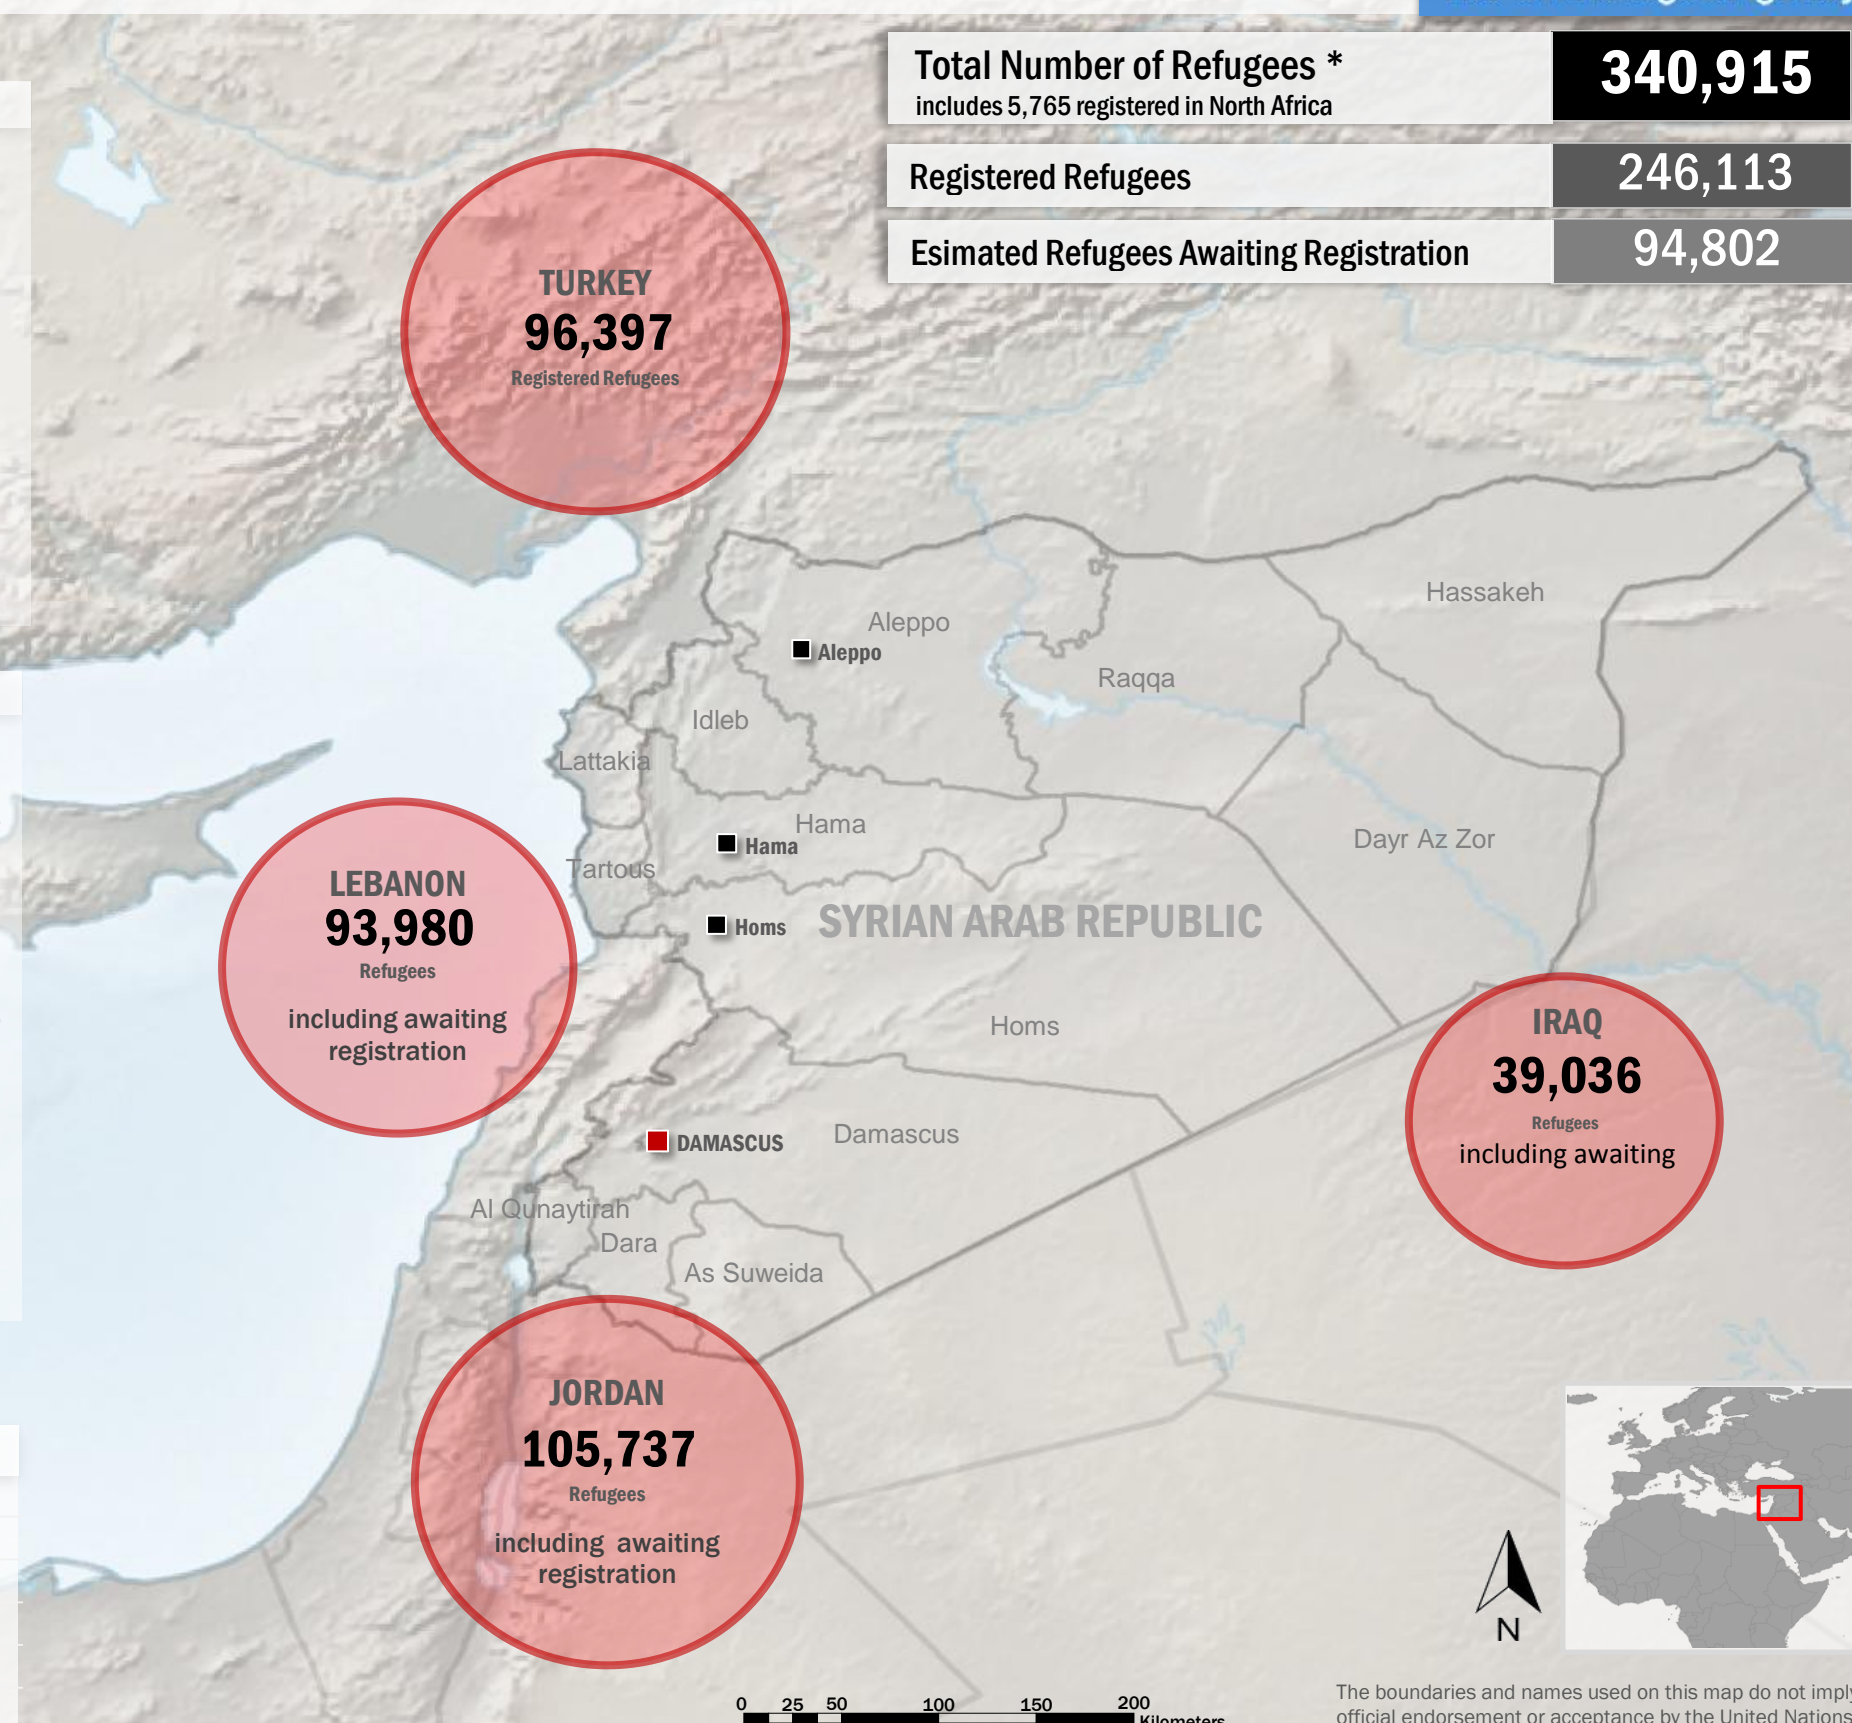 Total Number of Refugees *
340,915
includes 5,765 registered in North Africa
Registered Refugees
246,113
Esimated Refugees Awaiting Registration
94,802
TURKEY
96,397
Registered Refugees
Hassakeh
Aleppo
Aleppo
Raqqa
Idleb
Lattakia
Hama
Hama
Dayr Az Zor
Tartous
LEBANON
93,980
Refugees
including awaiting
registration
Homs
SYRIAN ARAB REPUBLIC
Homs
IRAQ
39,036
Refugees
including awaiting
DAMASCUS
Damascus
Al Qunaytirah
Dara
As Suweida
JORDAN
105,737
Refugees
including awaiting
registration
N
0 25 50 100 150 200
Kilometers
The boundaries and names used on this map do not imply
official endorsement or acceptance by the United Nations